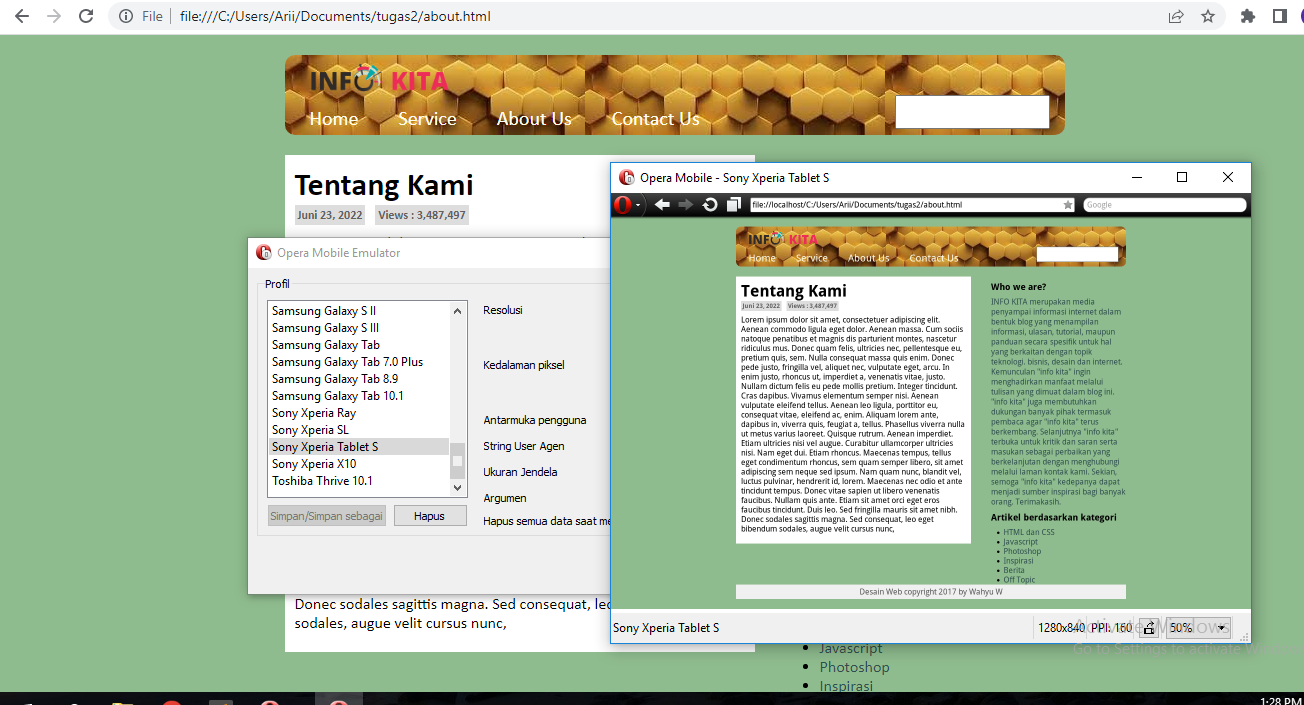 File file:///C:/Users/Arii/Documents/tugas2/about.html
INFO KITA
Home Service About Us Contact Us
Tentang Kami
Juni 23, 2022 Views : 3,487,497
Opera Mobile Emulator
Profil
Samsung Galaxy S II
Samsung Galaxy S III
Samsung Galaxy Tab
Samsung Galaxy Tab 7.0 Plus
Samsung Galaxy Tab 8.9
Samsung Galaxy Tab 10.1
Sony Xperia Ray
Sony Xperia SL
Sony Xperia Tablet S
Sony Xperia X10
Toshiba Thrive 10.1
Simpan/Simpan sebagai
Hapus
Resolusi
Kedalaman piksel
Antarmuka pengguna
String User Agen
Ukuran Jendela
Argumen
Hapus semua data saat me
Donec sodales sagittis magna. Sed consequat, leo
sodales, augue velit cursus nunc,
Opera Mobile - Sony Xperia Tablet S
file://localhost/C:/Users/Arii/Documents/tugas2/about.html
Google
INFO KITA
Home Service About Us Contact Us
Tentang Kami
Juni 23, 2022 Views : 3,487,497
Lorem ipsum dolor sit amet, consectetuer adipiscing elit.
Aenean commodo ligula eget dolor. Aenean massa. Cum sociis
natoque penatibus et magnis dis parturient montes, nascetur
ridiculus mus. Donec quam felis, ultricies nec, pellentesque eu,
pretium quis, sem. Nulla consequat massa quis enim. Donec
pede justo, fringilla vel, aliquet nec, vulputate eget, arcu. In
enim justo, rhoncus ut, imperdiet a, venenatis vitae, justo.
Nullam dictum felis eu pede mollis pretium. Integer tincidunt.
Cras dapibus. Vivamus elementum semper nisi. Aenean
vulputate eleifend tellus. Aenean leo ligula, porttitor eu,
consequat vitae, eleifend ac, enim. Aliquam lorem ante,
dapibus in, viverra quis, feugiat a, tellus. Phasellus viverra nulla
ut metus varius laoreet. Quisque rutrum. Aenean imperdiet.
Etiam ultricies nisi vel augue. Curabitur ullamcorper ultricies
nisi. Nam eget dui. Etiam rhoncus. Maecenas tempus, tellus
eget condimentum rhoncus, sem quam semper libero, sit amet
adipiscing sem neque sed ipsum. Nam quam nunc, blandit vel,
luctus pulvinar, hendrerit id, lorem. Maecenas nec odio et ante
tincidunt tempus. Donec vitae sapien ut libero venenatis
faucibus. Nullam quis ante. Etiam sit amet orci eget eros
faucibus tincidunt. Duis leo. Sed fringilla mauris sit amet nibh.
Donec sodales sagittis magna. Sed consequat, leo eget
bibendum sodales, augue velit cursus nunc,
Who we are?
INFO KITA merupakan media
penyampai informasi internet dalam
bentuk blog yang menampilan
informasi, ulasan, tutorial, maupun
panduan secara spesifik untuk hal
yang berkaitan dengan topik
teknologi. bisnis, desain dan internet.
Kemunculan "info kita" ingin
menghadirkan manfaat melalui
tulisan yang dimuat dalam blog ini.
"info kita" juga membutuhkan
dukungan banyak pihak termasuk
pembaca agar "info kita" terus
berkembang. Selanjutnya "info kita"
terbuka untuk kritik dan saran serta
masukan sebagai perbaikan yang
berkelanjutan dengan menghubungi
melalui laman kontak kami. Sekian,
semoga "info kita" kedepanya dapat
menjadi sumber inspirasi bagi banyak
orang. Terimakasih.
Artikel berdasarkan kategori
HTML dan CSS
Javascript
Photoshop
Inspirasi
Berita
Off Topic
Desain Web copyright 2017 by Wahyu W
Sony Xperia Tablet S
1280x840 PPI: 160 50%
Activate Windows
Go to Settings to activate
Javascript
Photoshop
Inspirasi
1:28 PM